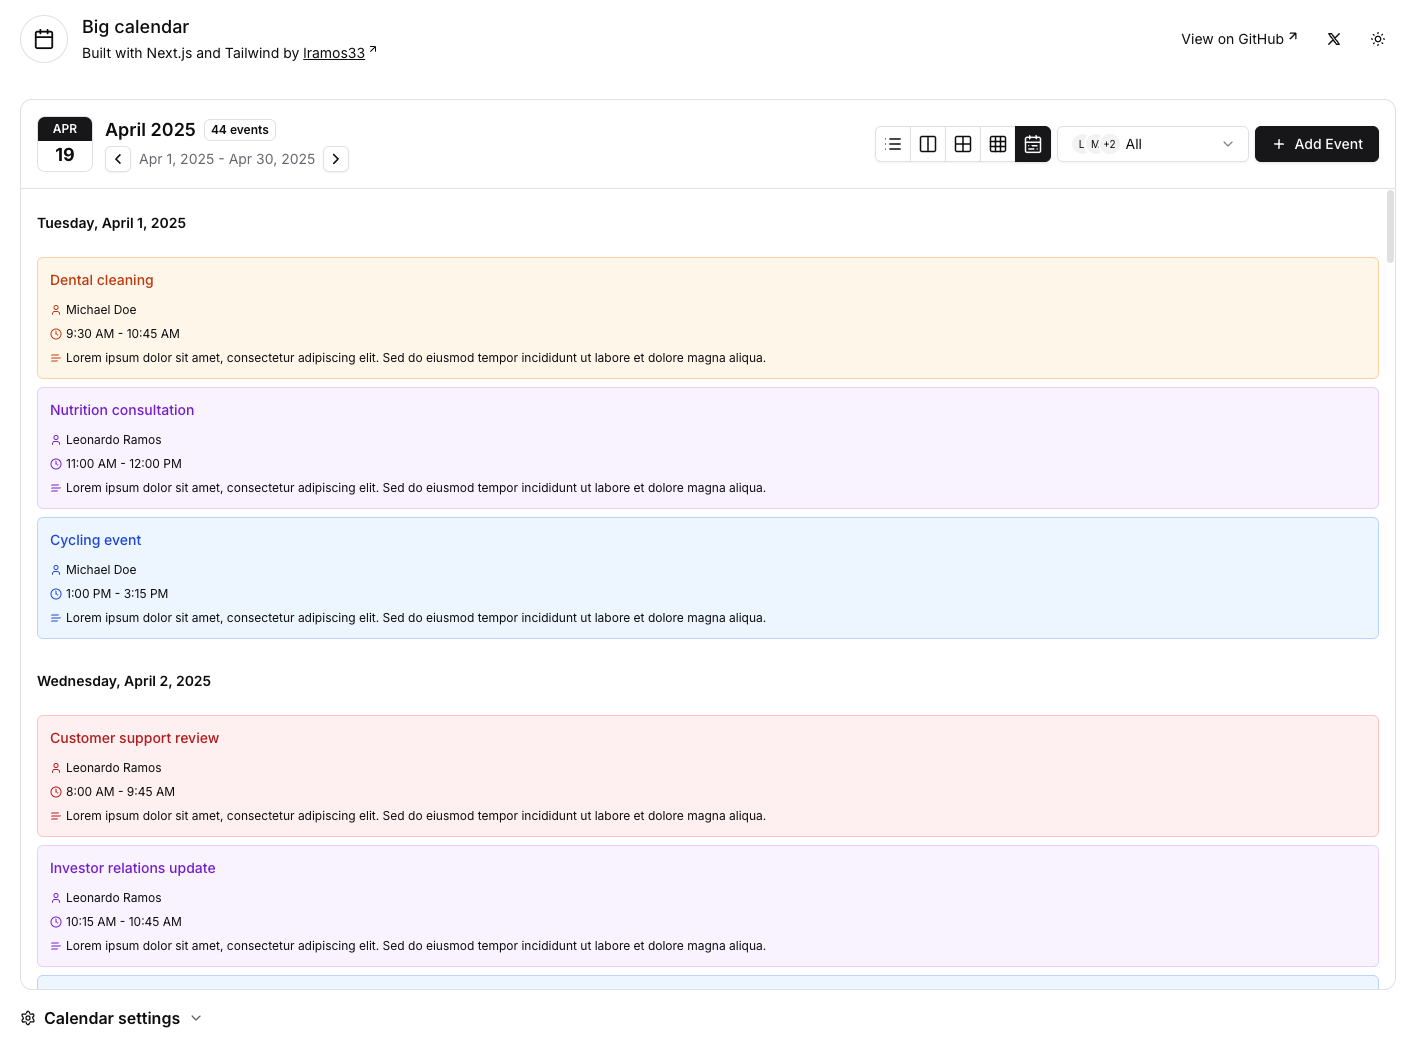 Big calendar
Built with Next.js and Tailwind by lramos33
View on GitHub
APR
19
April 2025
44 events
Apr 1, 2025 - Apr 30, 2025
L
M
+2
All
Add Event
Tuesday, April 1, 2025
Dental cleaning
Michael Doe
9:30 AM - 10:45 AM
Lorem ipsum dolor sit amet, consectetur adipiscing elit. Sed do eiusmod tempor incididunt ut labore et dolore magna aliqua.
Nutrition consultation
Leonardo Ramos
11:00 AM - 12:00 PM
Lorem ipsum dolor sit amet, consectetur adipiscing elit. Sed do eiusmod tempor incididunt ut labore et dolore magna aliqua.
Cycling event
Michael Doe
1:00 PM - 3:15 PM
Lorem ipsum dolor sit amet, consectetur adipiscing elit. Sed do eiusmod tempor incididunt ut labore et dolore magna aliqua.
Wednesday, April 2, 2025
Customer support review
Leonardo Ramos
8:00 AM - 9:45 AM
Lorem ipsum dolor sit amet, consectetur adipiscing elit. Sed do eiusmod tempor incididunt ut labore et dolore magna aliqua.
Investor relations update
Leonardo Ramos
10:15 AM - 10:45 AM
Lorem ipsum dolor sit amet, consectetur adipiscing elit. Sed do eiusmod tempor incididunt ut labore et dolore magna aliqua.
Calendar settings